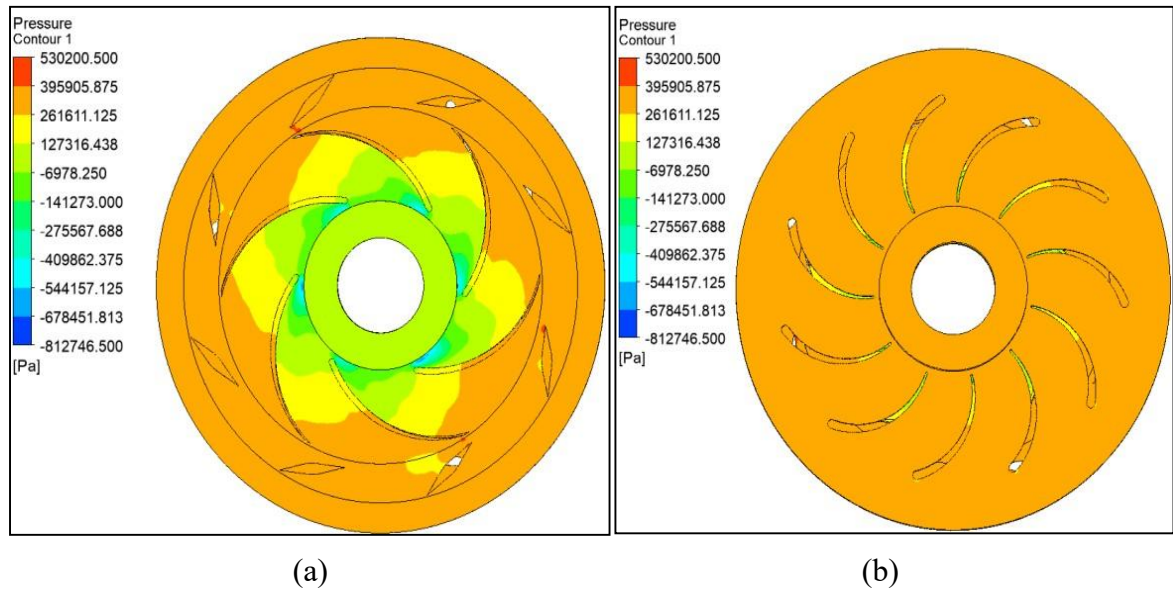 Pressure
Contour 1
530200.500
395905.875
261611.125
127316.438
-6978.250
-141273.000
-275567.688
-409862.375
-544157.125
-678451.813
-812746.500
[Pa]
Pressure
Contour 1
530200.500
395905.875
261611.125
127316.438
-6978.250
-141273.000
-275567.688
-409862.375
-544157.125
-678451.813
-812746.500
[Pa]
(a)
(b)